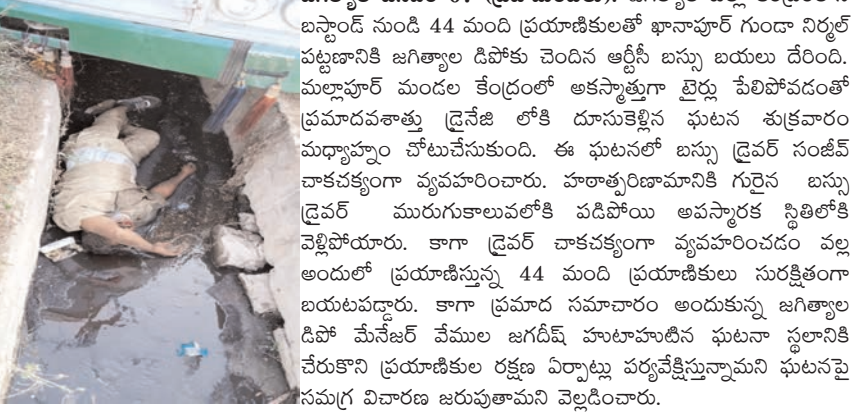 బస్టాండ్ నుండి 44 మంది ప్రయాణికులతో ఖానాపూర్ గుండా నిర్మల్
పట్టణానికి జగిత్యాల డిపోకు చెందిన ఆర్టీసీ బస్సు బయలు దేరింది.
మల్లాపూర్ మండల కేంద్రంలో అకస్మాత్తుగా టైర్లు పేలిపోవడంతో
ప్రమాదవశాత్తు డ్రైనేజి లోకి దూసుకెళ్లిన ఘటన శుక్రవారం
మధ్యాహ్నం చోటుచేసుకుంది. ఈ ఘటనలో బస్సు డ్రైవర్ సంజీవ్
చాకచక్యంగా వ్యవహరించారు. హఠాత్పరిణామానికి గురైన బస్సు
డ్రైవర్ మురుగుకాలువలోకి పడిపోయి అపస్మారక స్థితిలోకి
వెళ్లిపోయారు. కాగా డ్రైవర్ చాకచక్యంగా వ్యవహరించడం వల్ల
అందులో ప్రయాణిస్తున్న 44 మంది ప్రయాణికులు సురక్షితంగా
బయటపడ్డారు. కాగా ప్రమాద సమాచారం అందుకున్న జగిత్యాల
డిపో మేనేజర్ వేముల జగదీష్ హుటాహుటిన ఘటనా స్థలానికి
చేరుకొని ప్రయాణికుల రక్షణ ఏర్పాట్లు పర్యవేక్షిస్తున్నామని ఘటనపై
సమగ్ర విచారణ జరుపుతామని వెల్లడించారు.